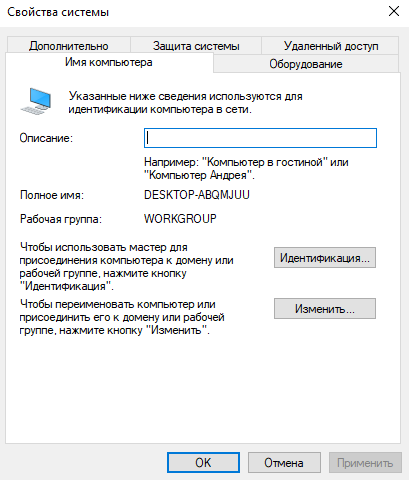 Свойства системы
Дополнительно
Защита системы
Удаленный доступ
Имя компьютера
Оборудование
Указанные ниже сведения используются для
идентификации компьютера в сети.
Описание:
Например: "Компьютер в гостиной" или
"Компьютер Андрея".
Полное имя:
DESKTOP-ABQMJUU
Рабочая группа:
WORKGROUP
Чтобы использовать мастер для
присоединения компьютера к домену или
рабочей группе, нажмите кнопку
"Идентификация".
Идентификация...
Чтобы переименовать компьютер или
присоединить его к домену или рабочей
группе, нажмите кнопку "Изменить".
Изменить...
ОК
Отмена
Применить